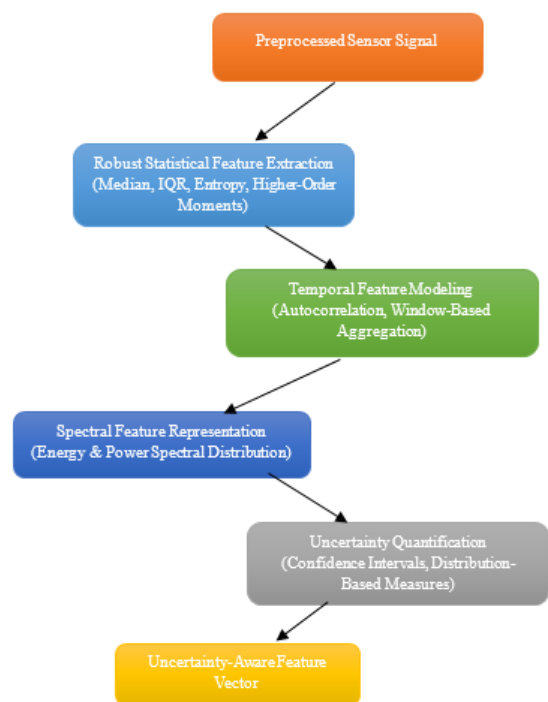 Preprocessed Sensor Signal
Robust Statistical Feature Extraction
(Median, IQR, Entropy, Higher-Order
Moments)
Temporal Feature Modeling
(Autocorrelation, Window-Based
Aggregation)
Spectral Feature Representation
(Energy & Power Spectral Distribution)
Uncertainty Quantification
(Confidence Intervals, Distribution-
Based Measures)
Uncertainty-Aware Feature
Vector